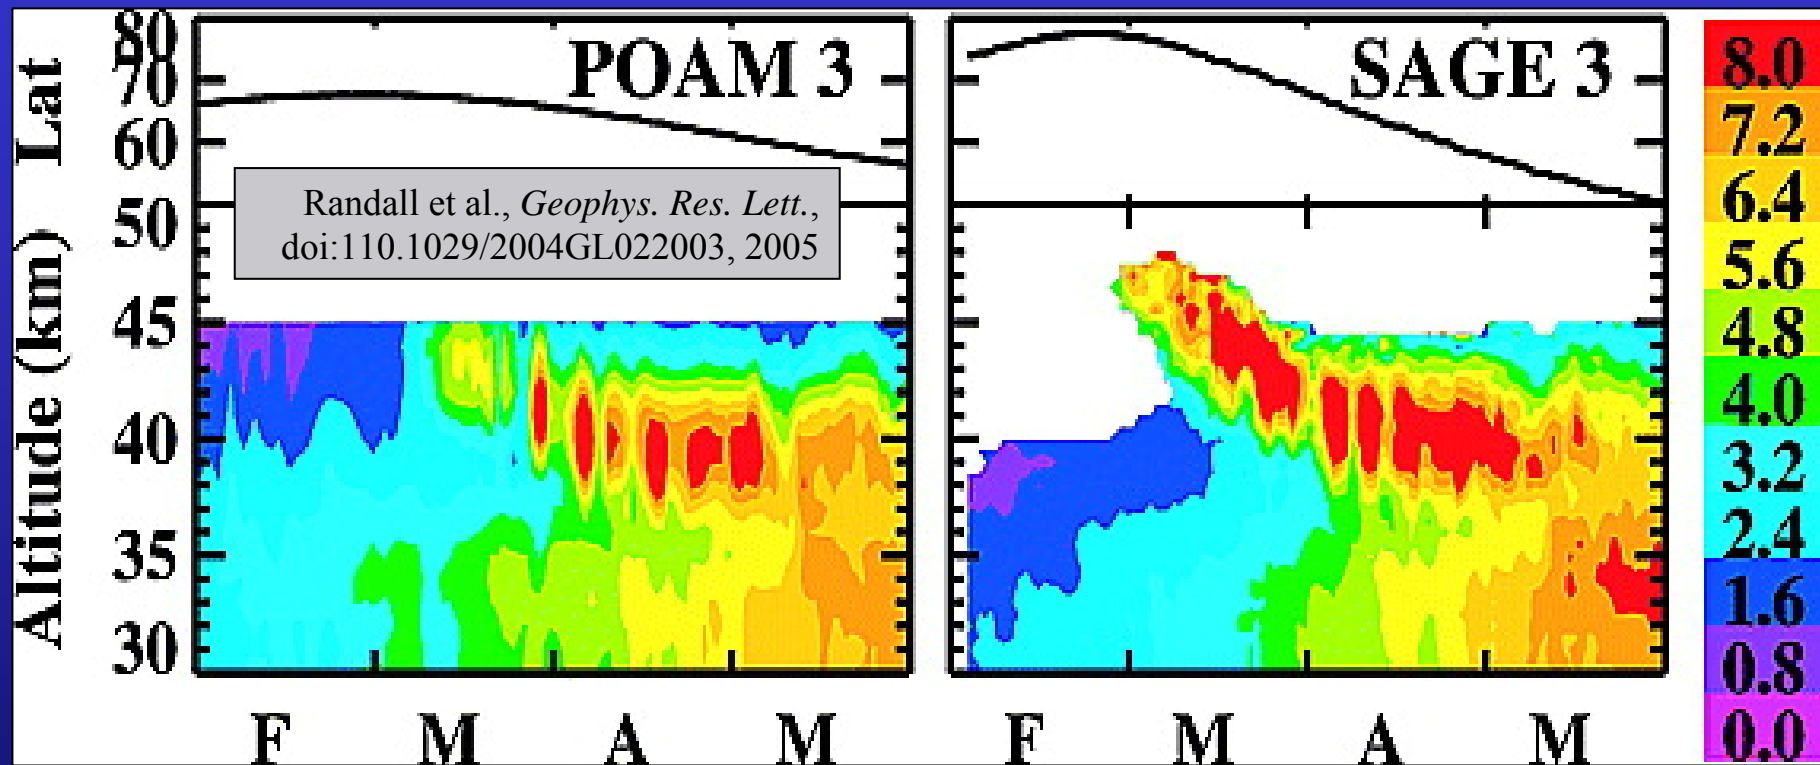 POAM 3
SAGE 3
Lat
80
70
60
Randall et al., Geophys. Res. Lett.,
doi:110.1029/2004GL022003, 2005
Altitude (km)
50
45
40
35
30
F M A M
F M A M
8.0
7.2
6.4
5.6
4.8
4.0
3.2
2.4
1.6
0.8
0.0